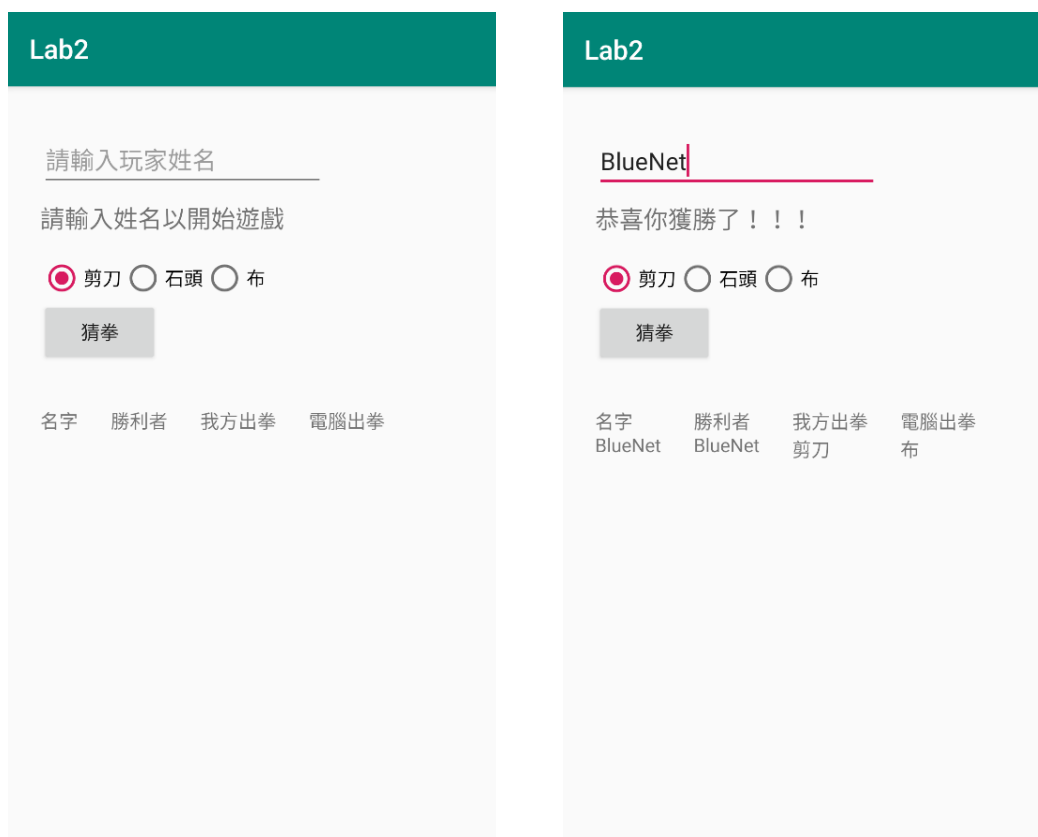 Lab2
請輸入玩家姓名
請輸入姓名以開始遊戲
剪刀 石頭 布
猜拳
名字 勝利者 我方出拳 電腦出拳
Lab2
BlueNet
恭喜你獲勝了！！！
剪刀 石頭 布
猜拳
名字 勝利者 我方出拳 電腦出拳
BlueNet BlueNet 剪刀 布